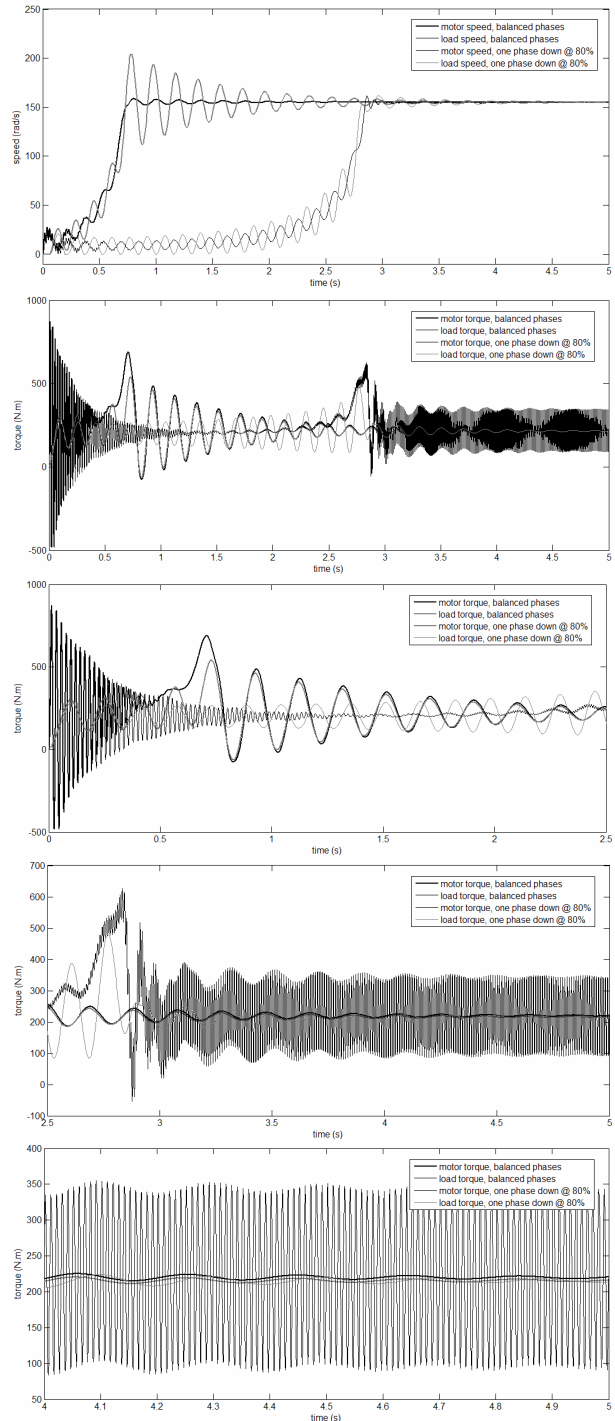 250
200
150
100
50
0
speed (rad/s)
motor speed, balanced phases
load speed, balanced phases
motor speed, one phase down @ 80%
load speed, one phase down @ 80%
0 0.5 1 1.5 2 2.5 3 3.5 4 4.5 5
time (s)
1000
500
0
-500
torque (N.m)
motor torque, balanced phases
load torque, balanced phases
motor torque, one phase down @ 80%
load torque, one phase down @ 80%
0 0.5 1 1.5 2 2.5 3 3.5 4 4.5 5
time (s)
1000
500
0
-500
torque (N.m)
motor torque, balanced phases
load torque, balanced phases
motor torque, one phase down @ 80%
load torque, one phase down @ 80%
0 0.5 1 1.5 2 2.5
time (s)
700
600
500
400
300
200
100
0
-100
torque (N.m)
motor torque, balanced phases
load torque, balanced phases
motor torque, one phase down @ 80%
load torque, one phase down @ 80%
2.5 3 3.5 4 4.5 5
time (s)
400
350
300
250
200
150
100
50
torque (N.m)
motor torque, balanced phases
load torque, balanced phases
motor torque, one phase down @ 80%
load torque, one phase down @ 80%
4 4.1 4.2 4.3 4.4 4.5 4.6 4.7 4.8 4.9 5
time (s)